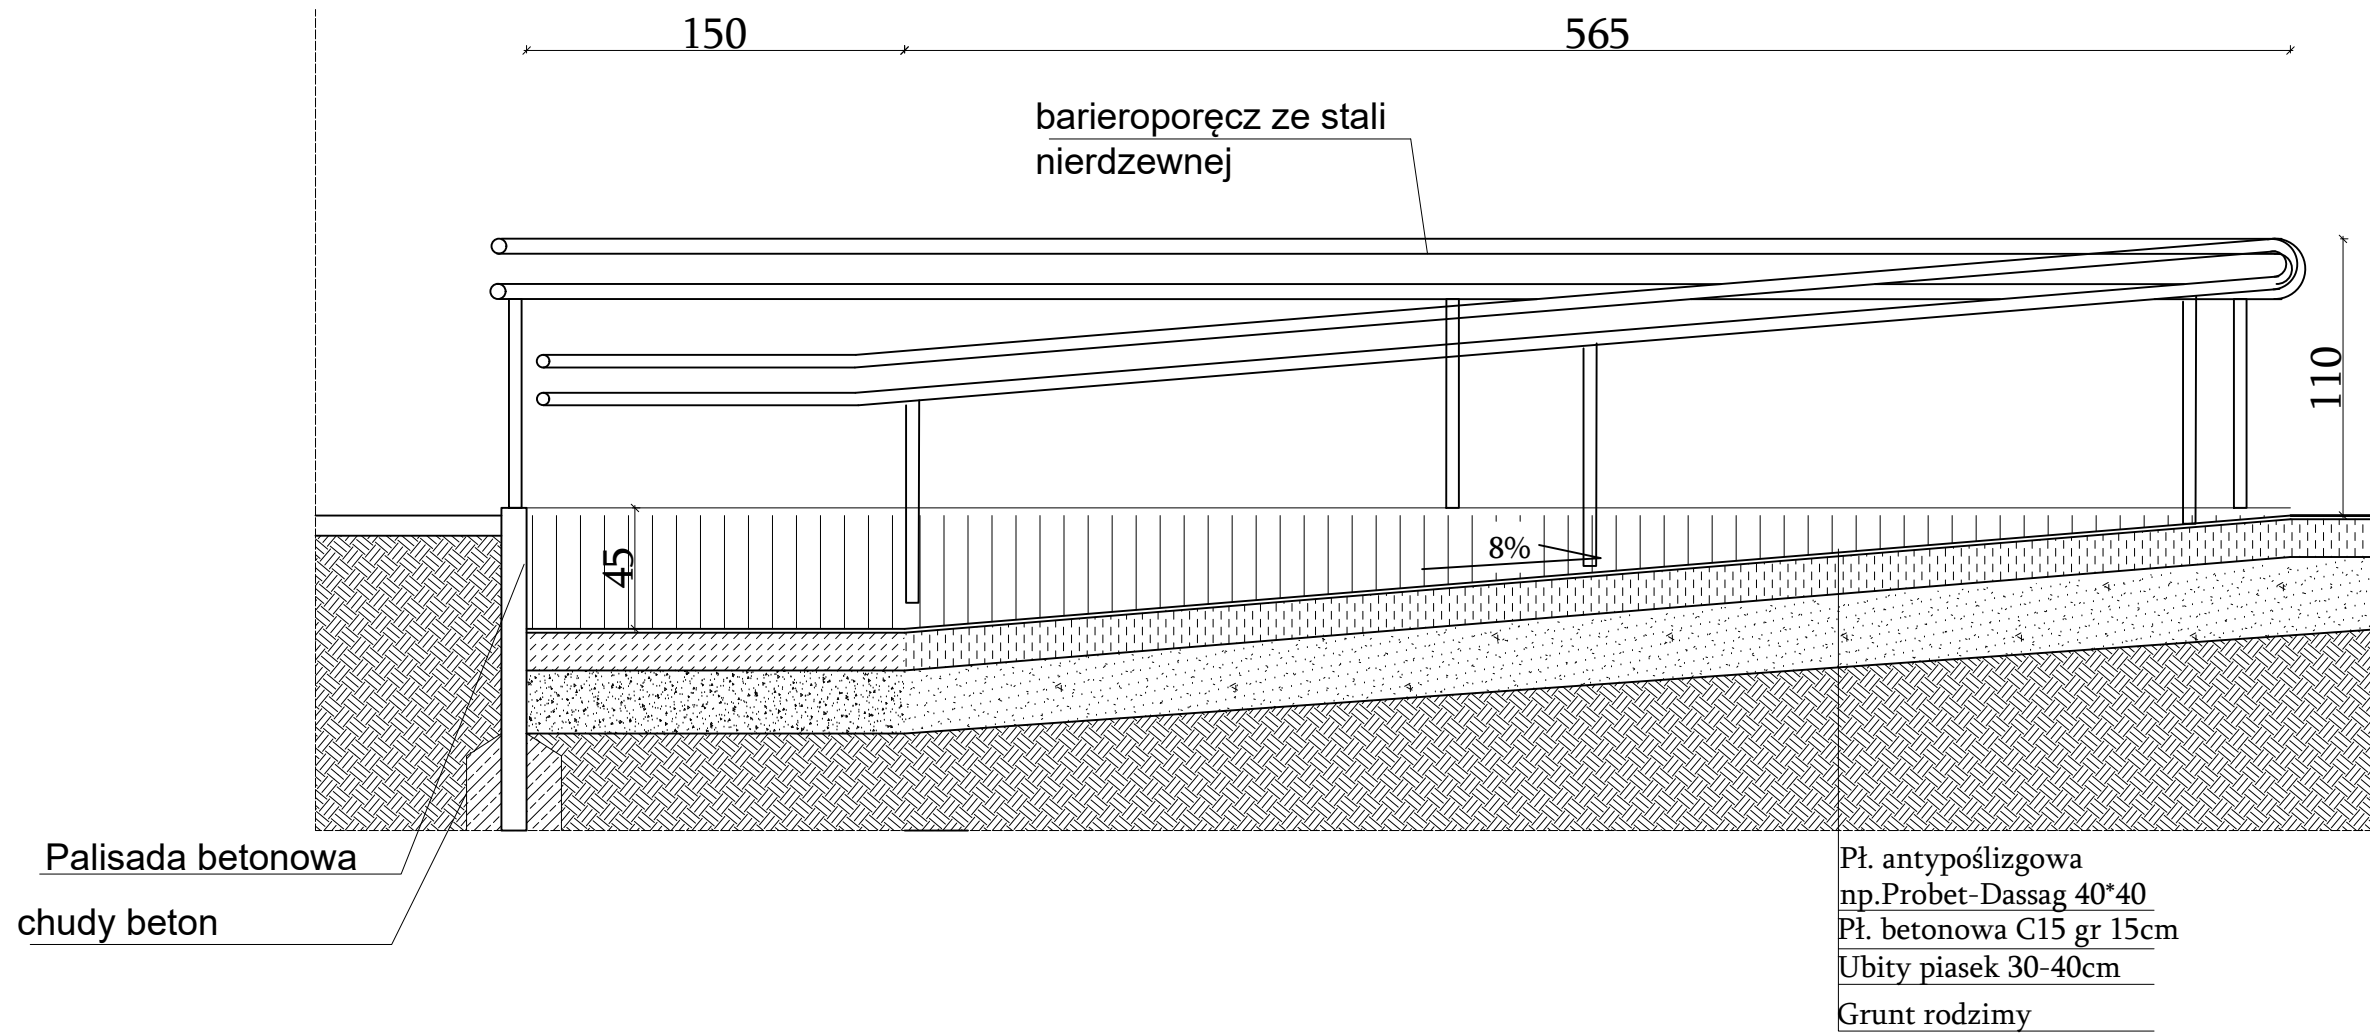 150
565
barieroporęcz ze stali
nierdzewnej
110
45
8%
Palisada betonowa
chudy beton
Pł. antypoślizgowa
np.Probet-Dassag 40*40
Pł. betonowa C15 gr 15cm
Ubity piasek 30-40cm
Grunt rodzimy